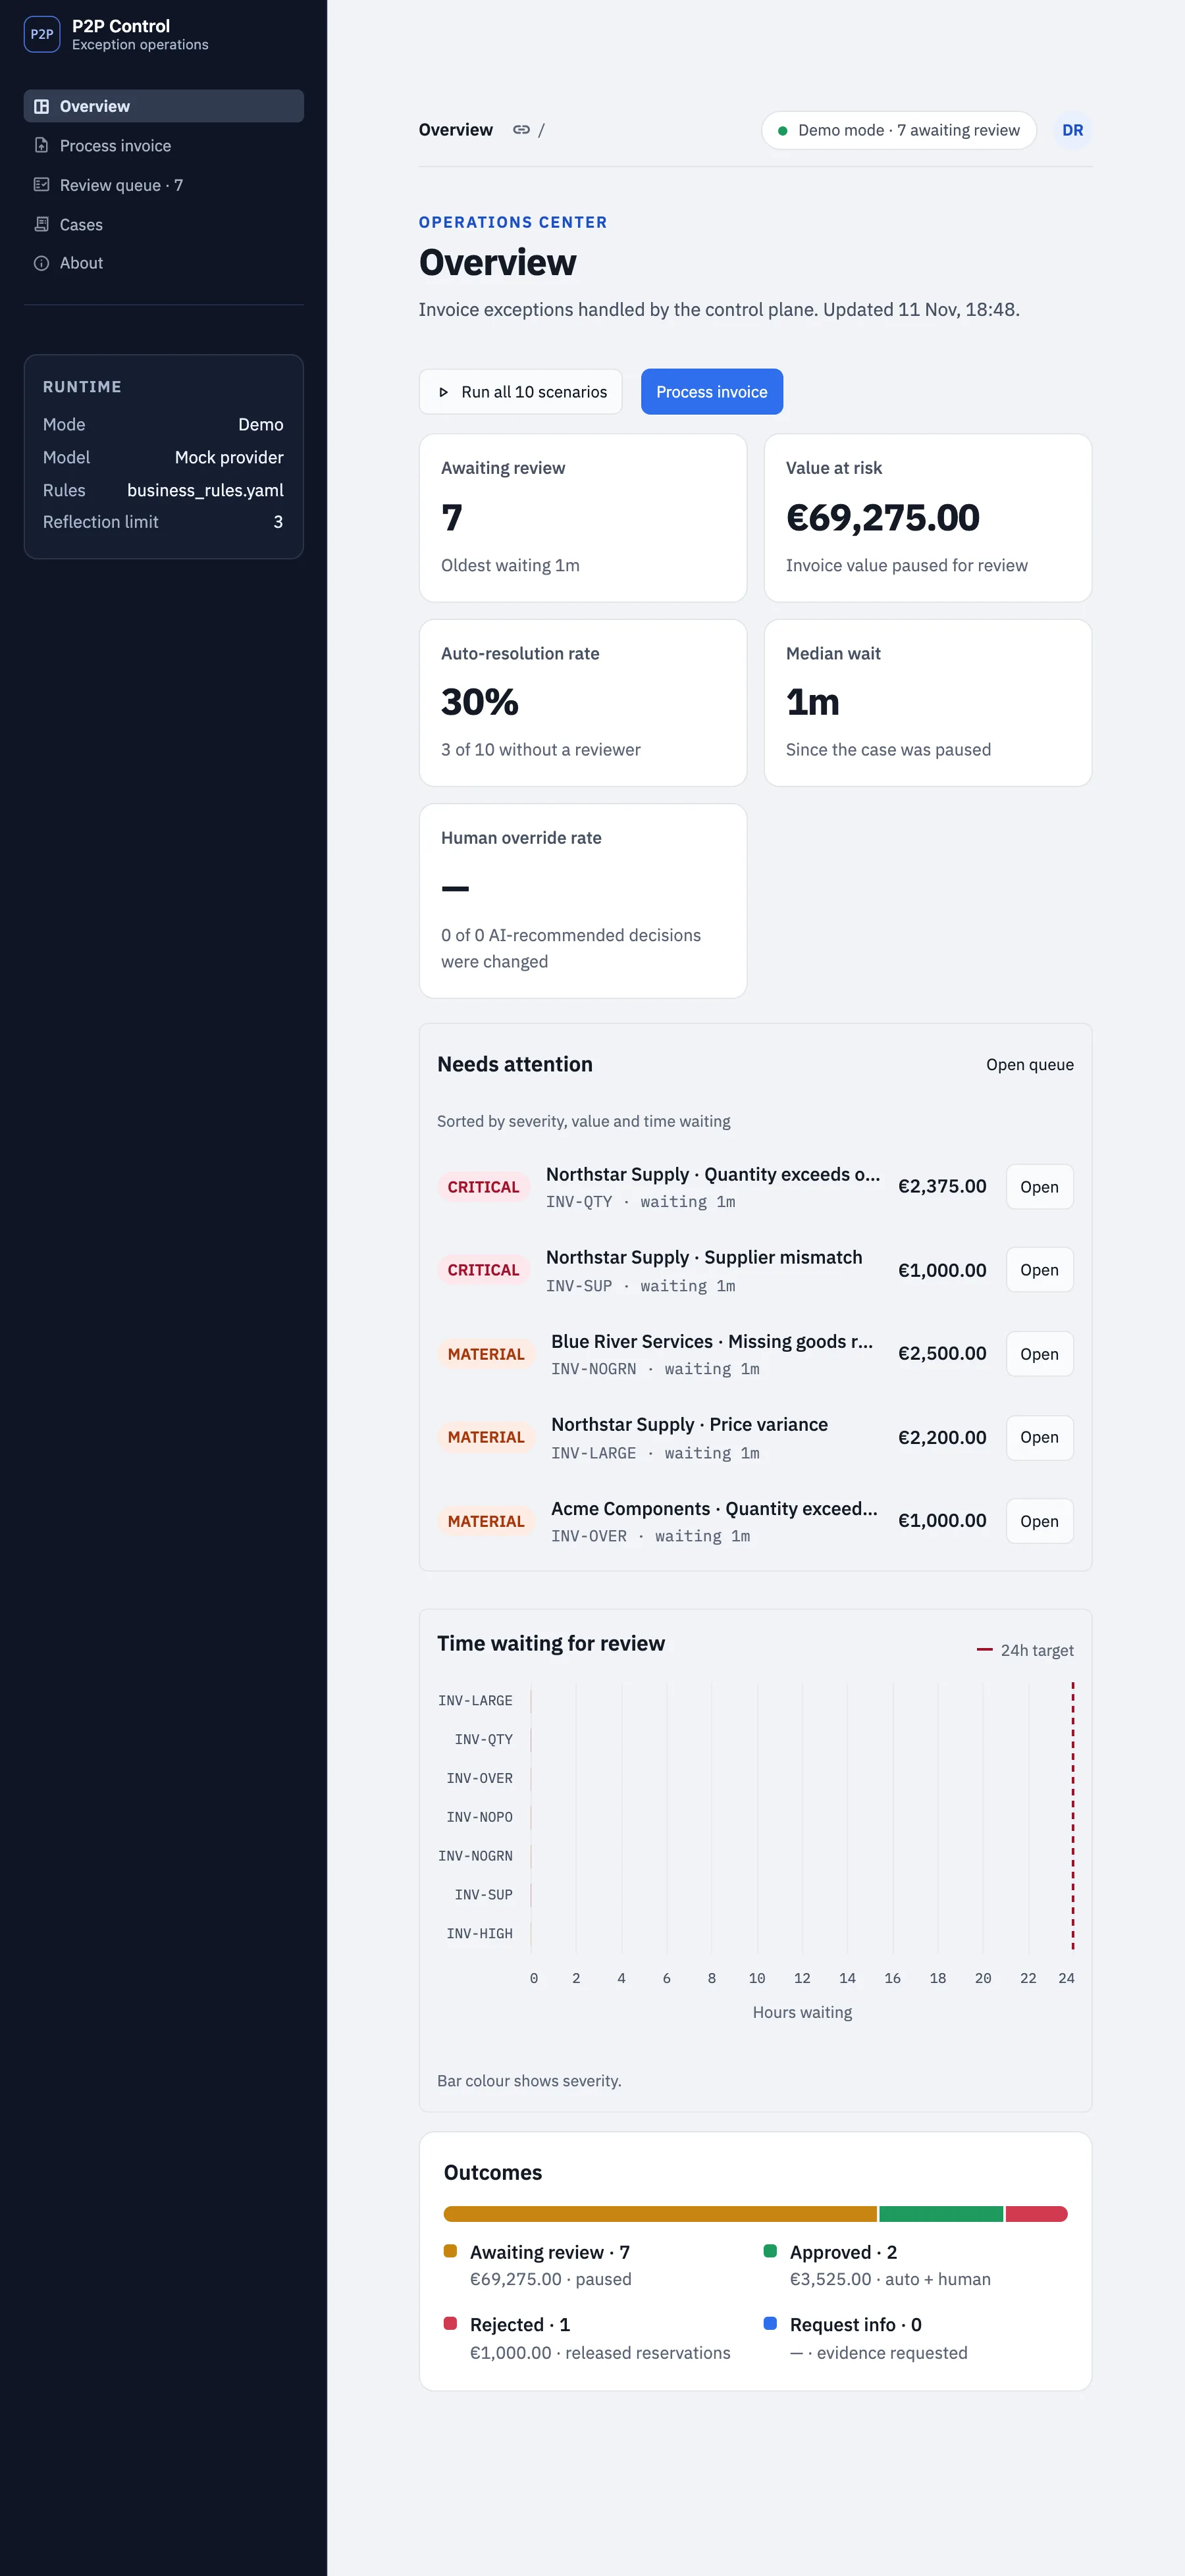 P2P
P2P Control
Exception operations
Overview
Process invoice
Review queue · 7
Cases
About
RUNTIME
Mode Demo
Model Mock provider
Rules business_rules.yaml
Reflection limit 3
Overview /
Demo mode · 7 awaiting review
DR
OPERATIONS CENTER
Overview
Invoice exceptions handled by the control plane. Updated 11 Nov, 18:48.
Run all 10 scenarios
Process invoice
Awaiting review
7
Oldest waiting 1m
Value at risk
€69,275.00
Invoice value paused for review
Auto-resolution rate
30%
3 of 10 without a reviewer
Median wait
1m
Since the case was paused
Human override rate
—
0 of 0 AI-recommended decisions
were changed
Needs attention
Open queue
Sorted by severity, value and time waiting
CRITICAL
Northstar Supply · Quantity exceeds o...
INV-QTY · waiting 1m
€2,375.00
Open
CRITICAL
Northstar Supply · Supplier mismatch
INV-SUP · waiting 1m
€1,000.00
Open
MATERIAL
Blue River Services · Missing goods r...
INV-NOGRN · waiting 1m
€2,500.00
Open
MATERIAL
Northstar Supply · Price variance
INV-LARGE · waiting 1m
€2,200.00
Open
MATERIAL
Acme Components · Quantity exceed...
INV-OVER · waiting 1m
€1,000.00
Open
Time waiting for review
24h target
INV-LARGE
INV-QTY
INV-OVER
INV-NOPO
INV-NOGRN
INV-SUP
INV-HIGH
0 2 4 6 8 10 12 14 16 18 20 22 24
Hours waiting
Bar colour shows severity.
Outcomes
Awaiting review · 7
€69,275.00 · paused
Approved · 2
€3,525.00 · auto + human
Rejected · 1
€1,000.00 · released reservations
Request info · 0
— · evidence requested